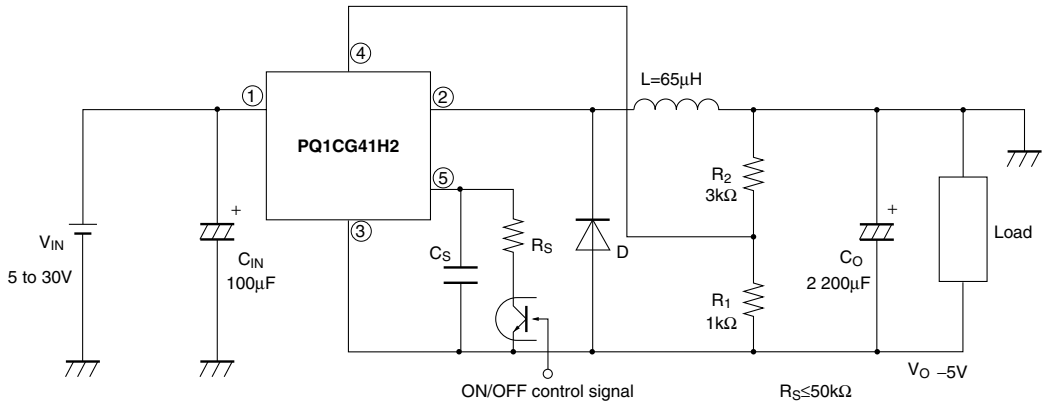 ④
L=65μH
①
②
PQ1CG41H2
R2
3kΩ
⑤
+
+
③
VIN
5 to 30V
CIN
100μF
CS
RS
D
CO
2 200μF
Load
R1
1kΩ
VO –5V
ON/OFF control signal
RS≤50kΩ